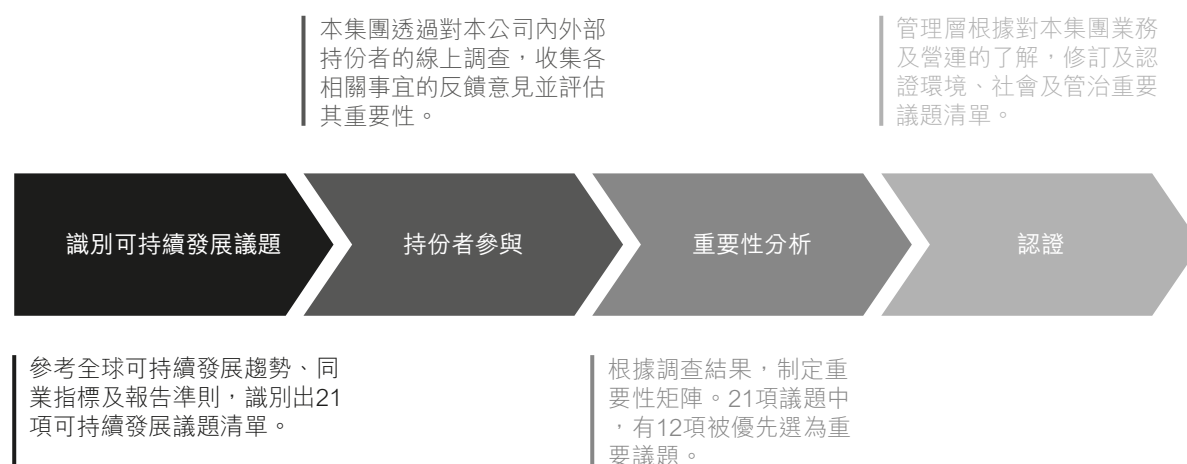 本集團透過對本公司內外部
持份者的線上調查，收集各
相關事宜的反饋意見並評估
其重要性。
管理層根據對本集團業務
及營運的了解，修訂及認
證環境、社會及管治重要
議題清單。
識別可持續發展議題
持份者參與
重要性分析
認證
參考全球可持續發展趨勢、同
業指標及報告準則，識別出21
項可持續發展議題清單。
根據調查結果，制定重
要性矩陣。21項議題中
，有12項被優先選為重
要議題。